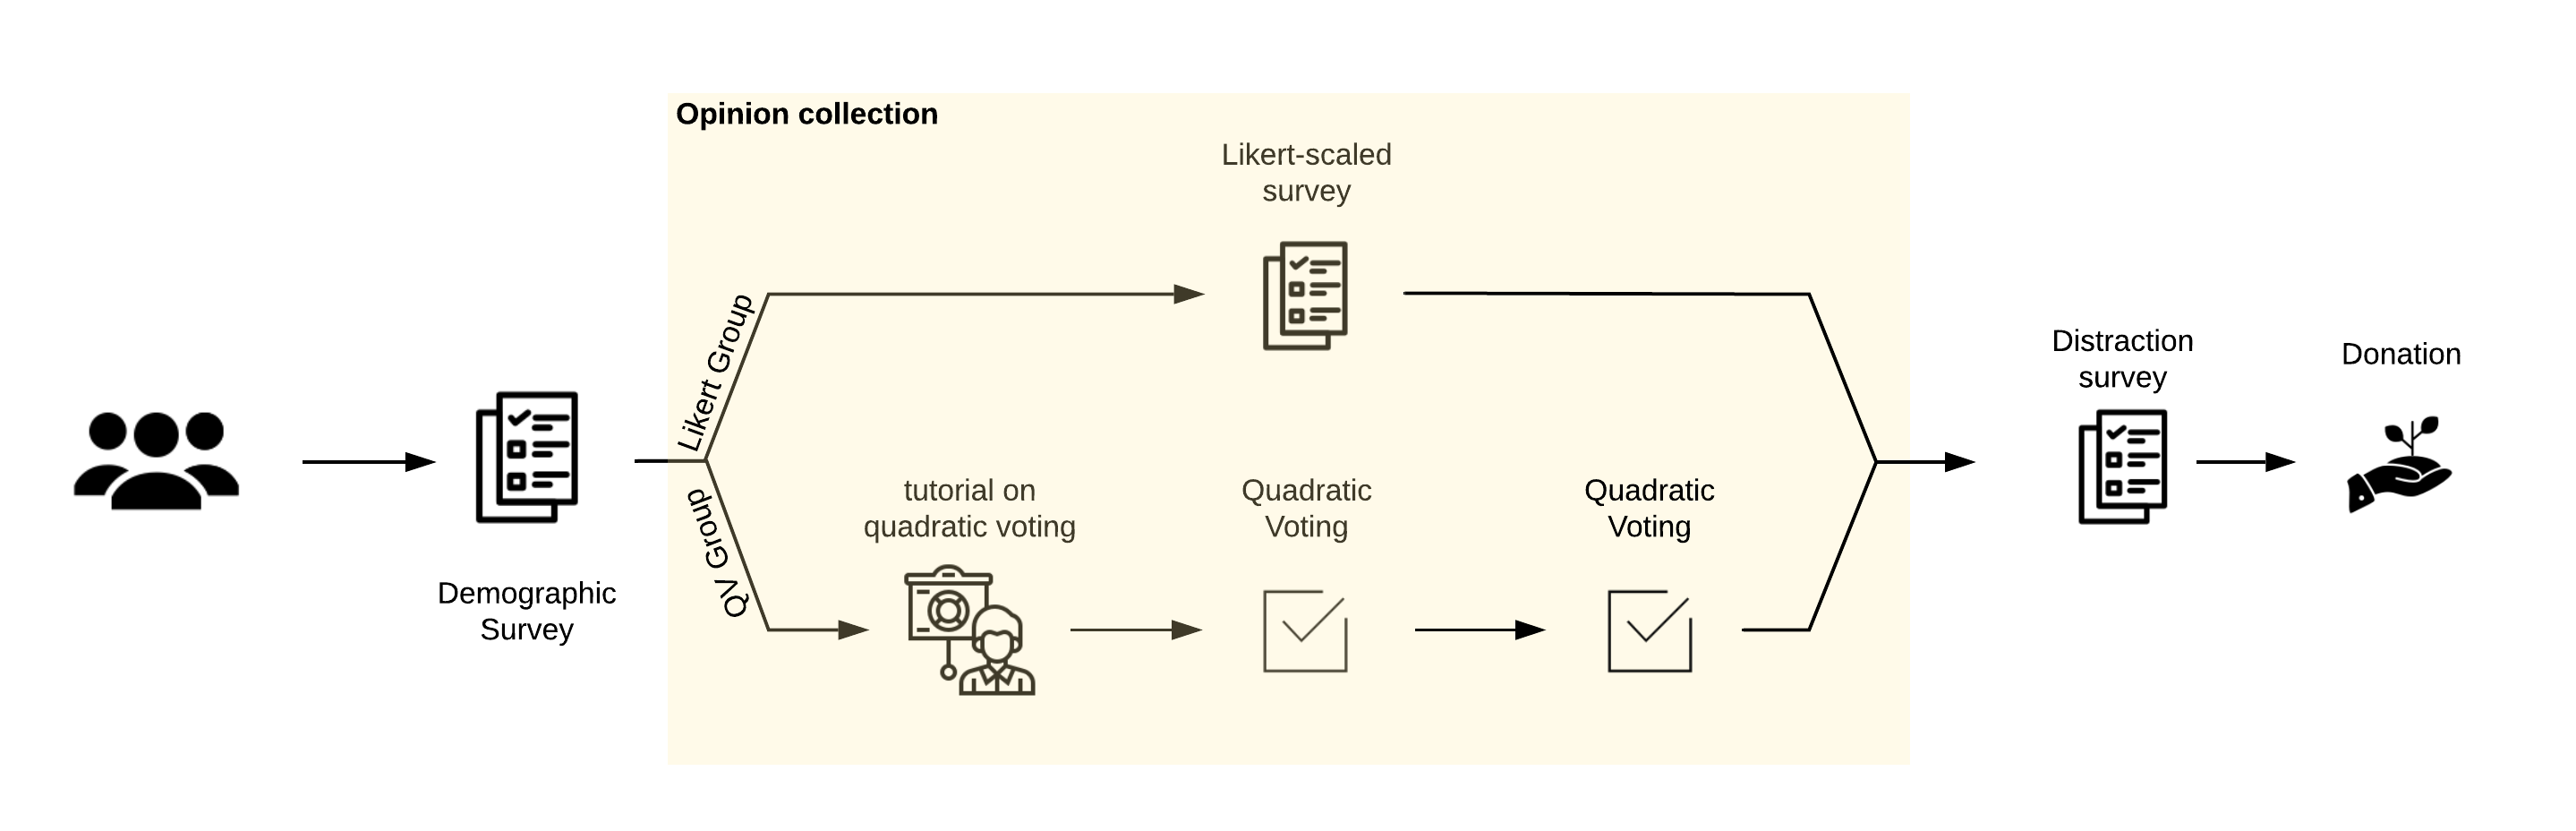 Opinion collection
Likert-scaled
survey
Likert Group
QV Group
Demographic
Survey
tutorial on
quadratic voting
Quadratic
Voting
Quadratic
Voting
Distraction
survey
Donation